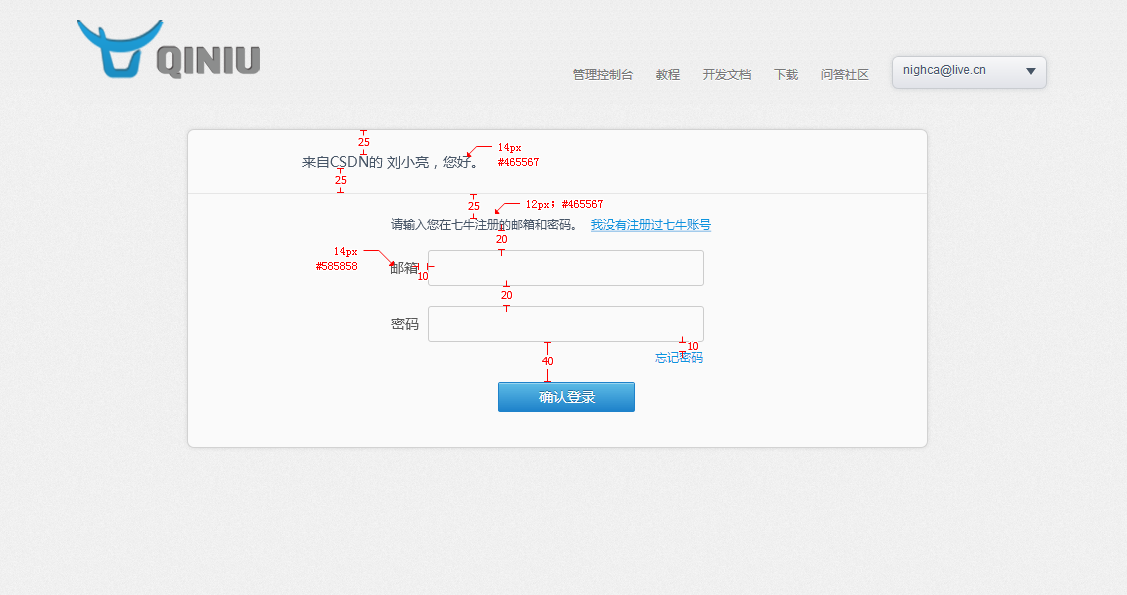 QINIU
管理控制台 教程 开发文档 下载 问答社区 nighca@live.cn
25
14px
来自CSDN的 刘小亮，您好。 #465567
25
25 12px；#465567
请输入您在七牛注册的邮箱和密码。 我没有注册过七牛账号
20
14px
#585858 邮箱 10
20
密码
10
40 忘记密码
确认登录